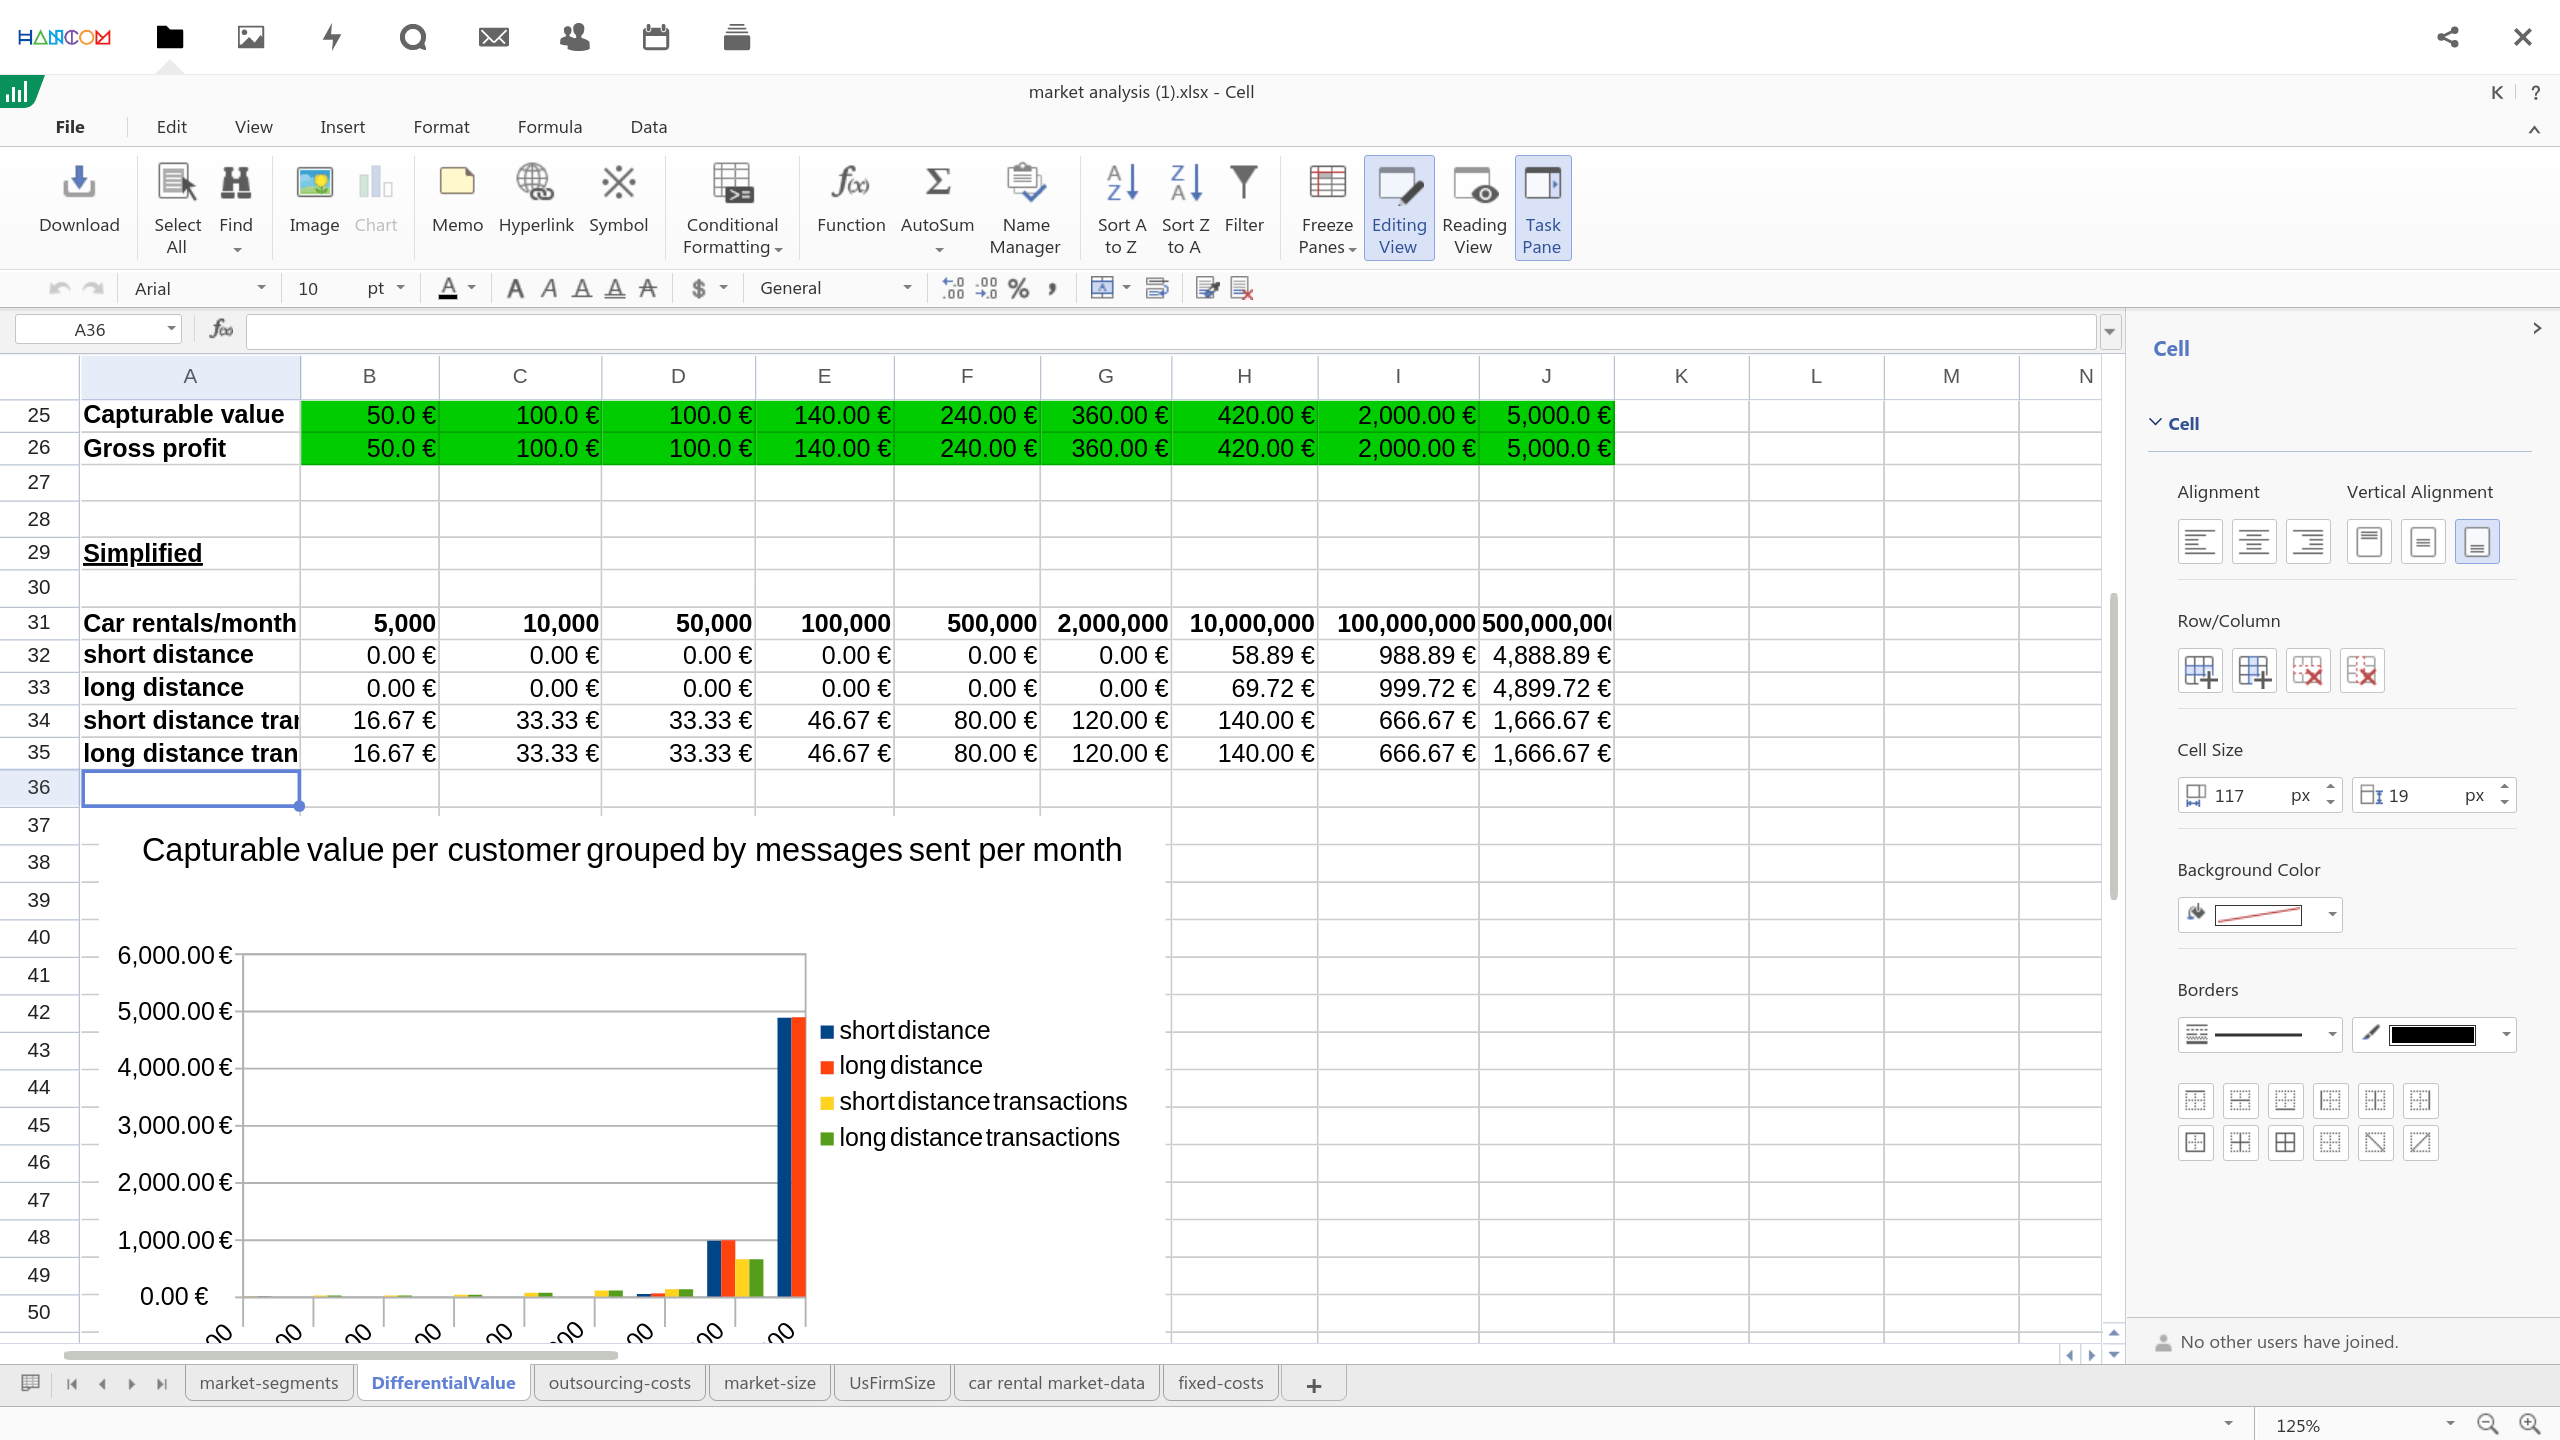 HANCOM
market analysis (1).xlsx - Cell
K ?
File Edit View Insert Format Formula Data
Download Select All Find Image Chart Memo Hyperlink Symbol Conditional Formatting Function AutoSum Name Manager Sort A to Z Sort Z to A Filter Freeze Panes Editing View Reading View Task Pane
Arial 10 pt General
A36
A B C D E F G H I J K L M N
25 Capturable value 50.0 € 100.0 € 100.0 € 140.00 € 240.00 € 360.00 € 420.00 € 2,000.00 € 5,000.0 €
26 Gross profit 50.0 € 100.0 € 100.0 € 140.00 € 240.00 € 360.00 € 420.00 € 2,000.00 € 5,000.0 €
27
28
29 Simplified
30
31 Car rentals/month 5,000 10,000 50,000 100,000 500,000 2,000,000 10,000,000 100,000,000 500,000,00
32 short distance 0.00 € 0.00 € 0.00 € 0.00 € 0.00 € 0.00 € 58.89 € 988.89 € 4,888.89 €
33 long distance 0.00 € 0.00 € 0.00 € 0.00 € 0.00 € 0.00 € 69.72 € 999.72 € 4,899.72 €
34 short distance tra 16.67 € 33.33 € 33.33 € 46.67 € 80.00 € 120.00 € 140.00 € 666.67 € 1,666.67 €
35 long distance tran 16.67 € 33.33 € 33.33 € 46.67 € 80.00 € 120.00 € 140.00 € 666.67 € 1,666.67 €
36
37
38
39
40
41
42
43
44
45
46
47
48
49
50
Capturable value per customer grouped by messages sent per month
6,000.00 €
5,000.00 €
4,000.00 €
3,000.00 €
2,000.00 €
1,000.00 €
0.00 €
short distance
long distance
short distance transactions
long distance transactions
Cell
Cell
Alignment Vertical Alignment
Row/Column
Cell Size
117 px 19 px
Background Color
Borders
No other users have joined.
market-segments DifferentialValue outsourcing-costs market-size UsFirmSize car rental market-data fixed-costs +
125%